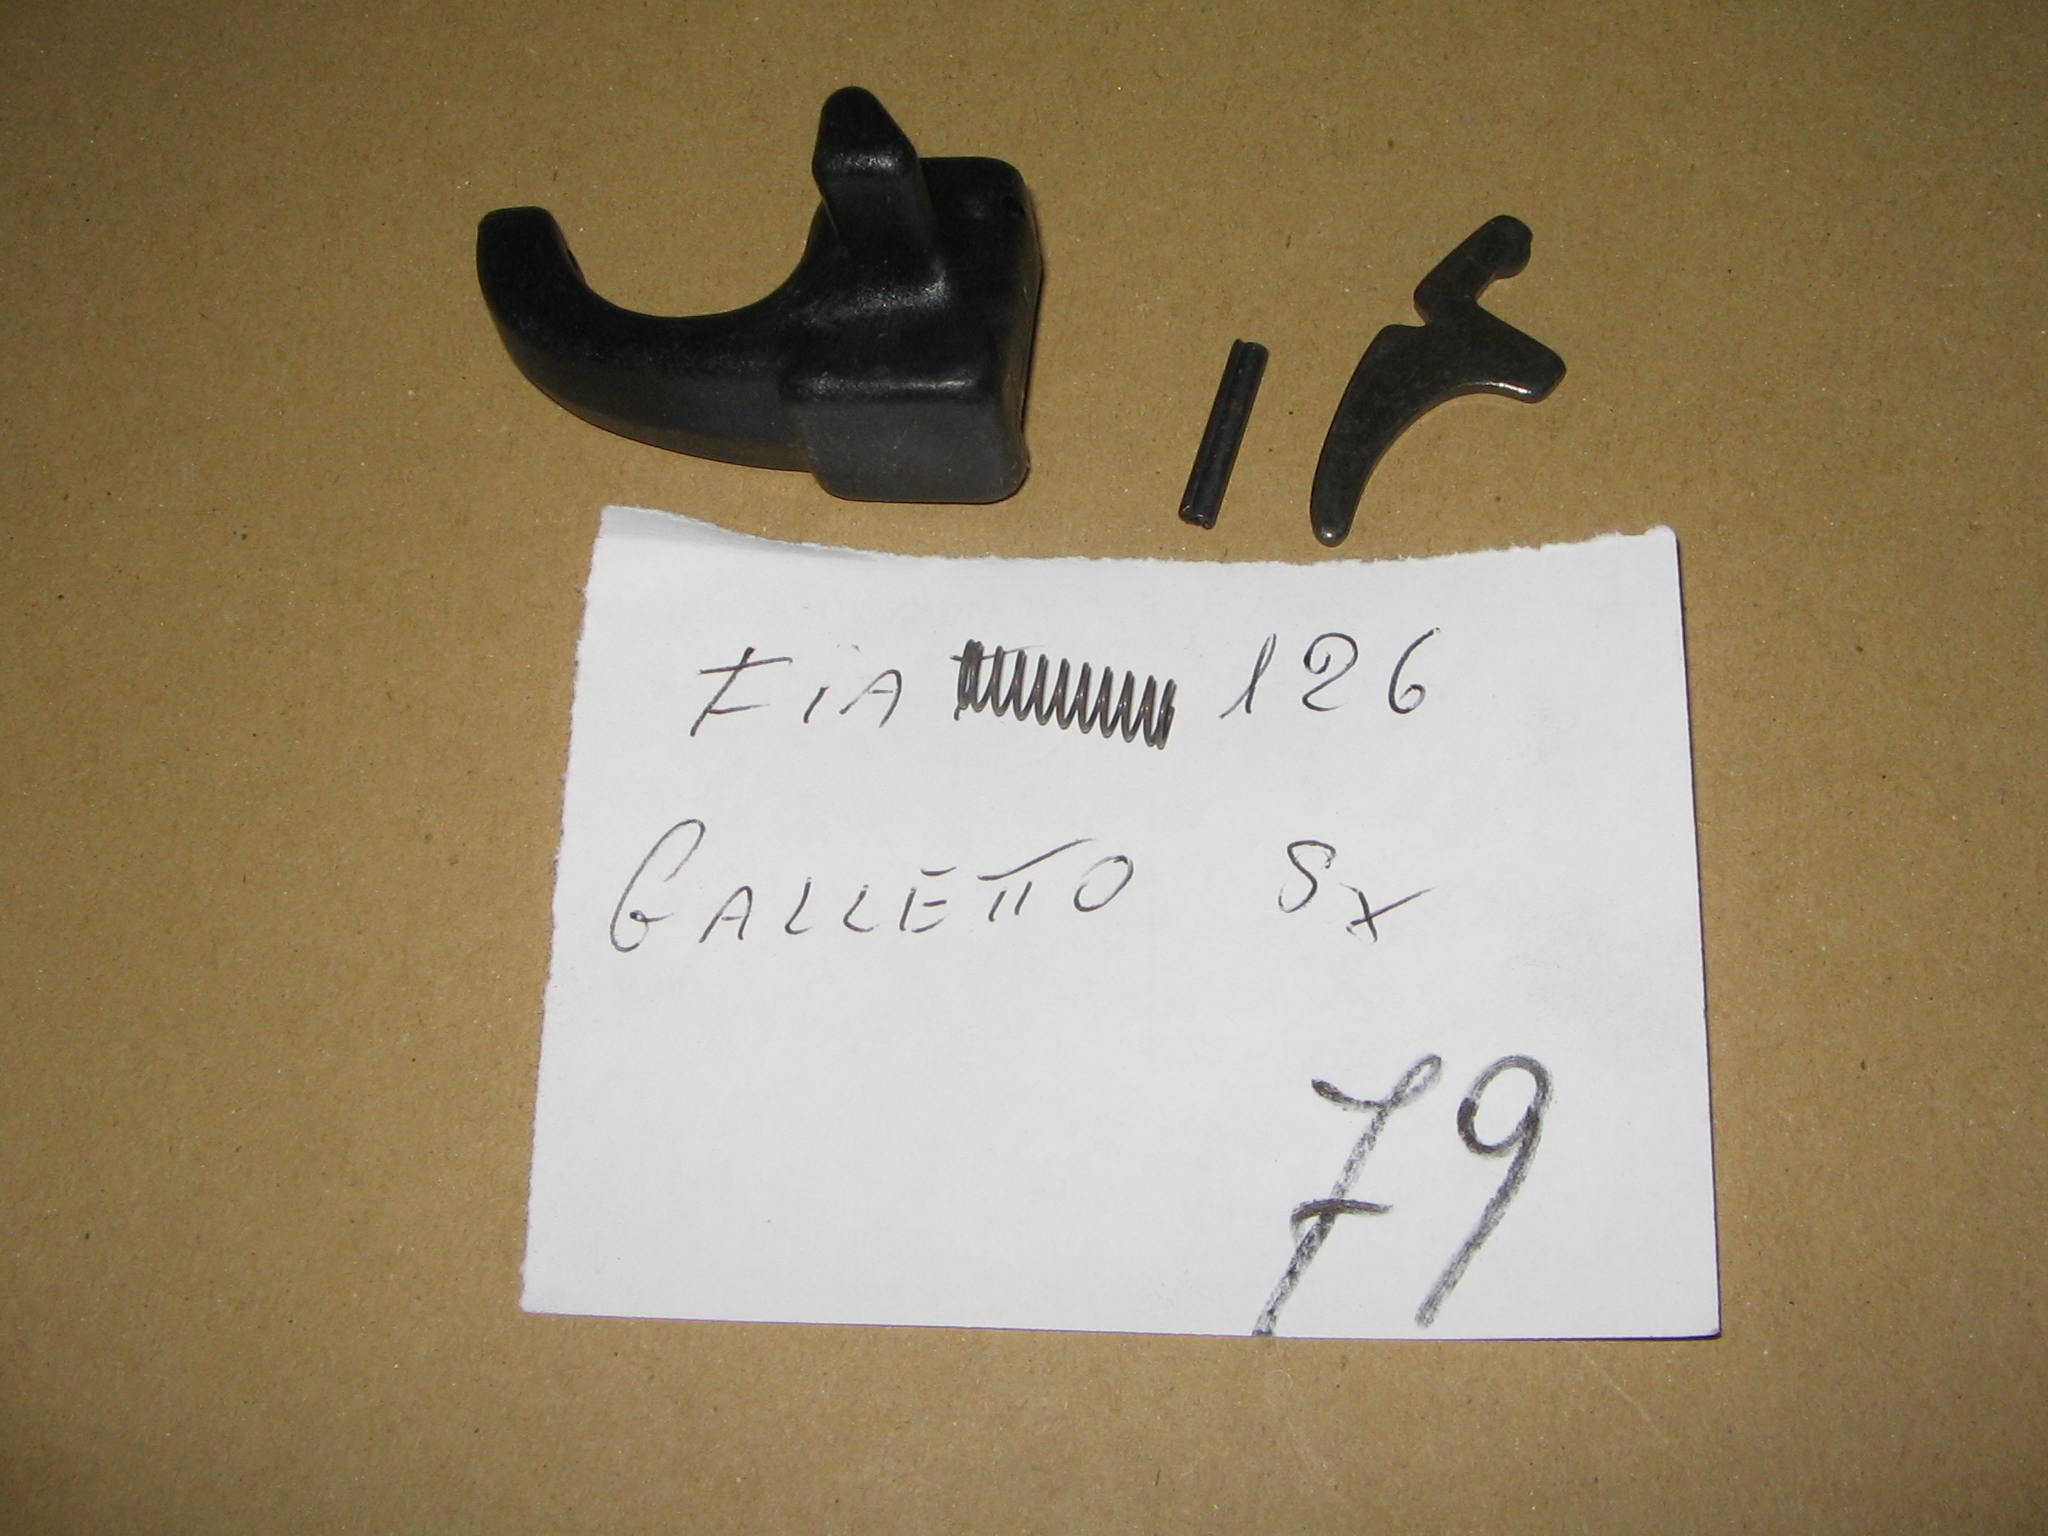 FIA 126
GALLETTO Sx
79